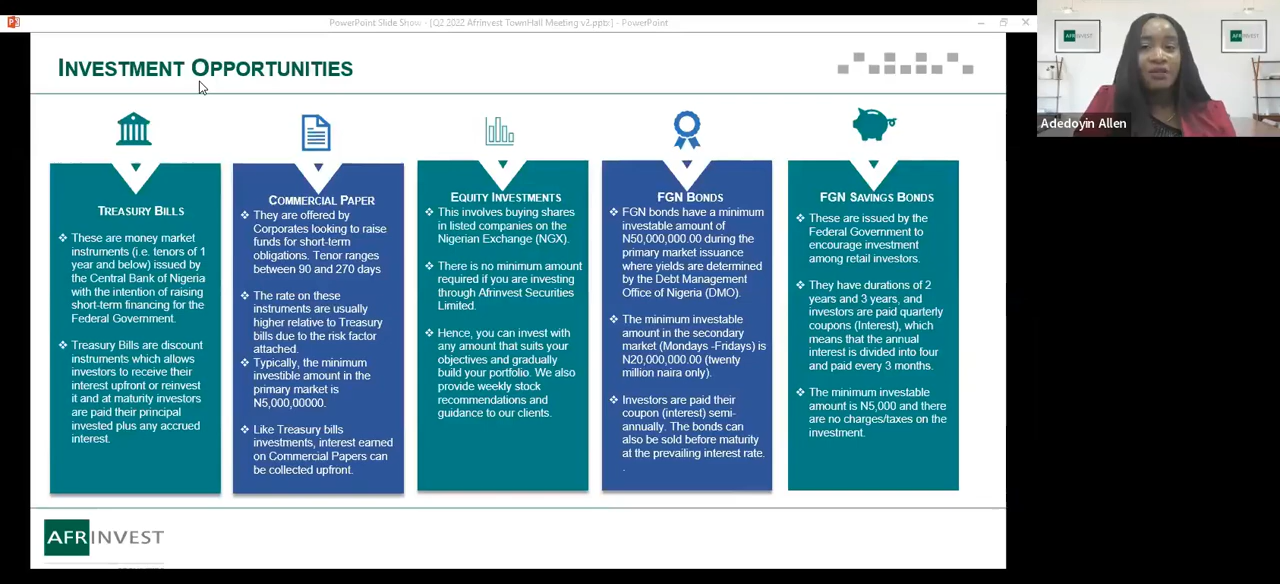 PowerPoint Slide Show - [Q2 2022 Afrinvest TownHall Meeting v2.ppt:] - PowerPoint
INVESTMENT OPPORTUNITIES
AFRINVEST
AFRINVEST
Adedoyin Allen
TREASURY BILLS
These are money market
instruments (i.e. tenors of 1
year and below) issued by
the Central Bank of Nigeria
with the intention of raising
short-term financing for the
Federal Government.
Treasury Bills are discount
instruments which allows
investors to receive their
interest upfront or reinvest
it and at maturity investors
are paid their principal
invested plus any accrued
interest.
COMMERCIAL PAPER
They are offered by
Corporates looking to raise
funds for short-term
obligations. Tenor ranges
between 90 and 270 days
The rate on these
instruments are usually
higher relative to Treasury
bills due to the risk factor
attached.
Typically, the minimum
investible amount in the
primary market is
N5,000,00000.
Like Treasury bills
investments, interest earned
on Commercial Papers can
be collected upfront.
EQUITY INVESTMENTS
This involves buying shares
in listed companies on the
Nigerian Exchange (NGX).
There is no minimum amount
required if you are investing
through Afrinvest Securities
Limited.
Hence, you can invest with
any amount that suits your
objectives and gradually
build your portfolio. We also
provide weekly stock
recommendations and
guidance to our clients.
FGN BONDS
FGN bonds have a minimum
investable amount of
N50,000,000.00 during the
primary market issuance
where yields are determined
by the Debt Management
Office of Nigeria (DMO).
The minimum investable
amount in the secondary
market (Mondays -Fridays) is
N20,000,000.00 (twenty
million naira only).
Investors are paid their
coupon (interest) semi-
annually. The bonds can
also be sold before maturity
at the prevailing interest rate.
.
FGN SAVINGS BONDS
These are issued by the
Federal Government to
encourage investment
among retail investors.
They have durations of 2
years and 3 years, and
investors are paid quarterly
coupons (Interest), which
means that the annual
interest is divided into four
and paid every 3 months.
The minimum investable
amount is N5,000 and there
are no charges/taxes on the
investment.
AFRINVEST